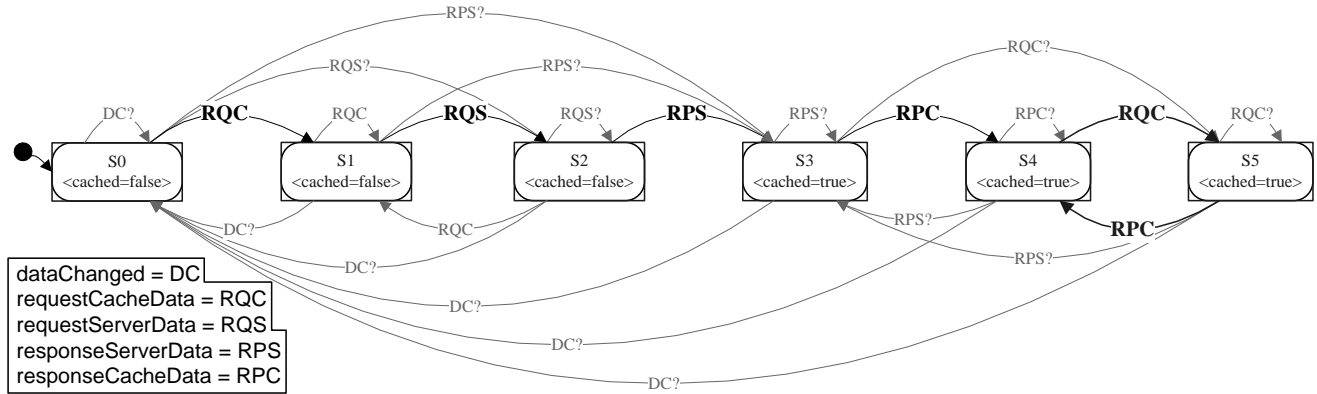 RPS?
RQC?
RQS?
RPS?
DC?
RQC
RQC
RQS
RQS?
RPS
RPS?
RPC
RPC?
RQC
RQC?
S0
<cached=false>
S1
<cached=false>
S2
<cached=false>
S3
<cached=true>
S4
<cached=true>
S5
<cached=true>
DC?
RQC
RPS?
RPC
RPS?
DC?
DC?
DC?
DC?
dataChanged = DC
requestCacheData = RQC
requestServerData = RQS
responseServerData = RPS
responseCacheData = RPC